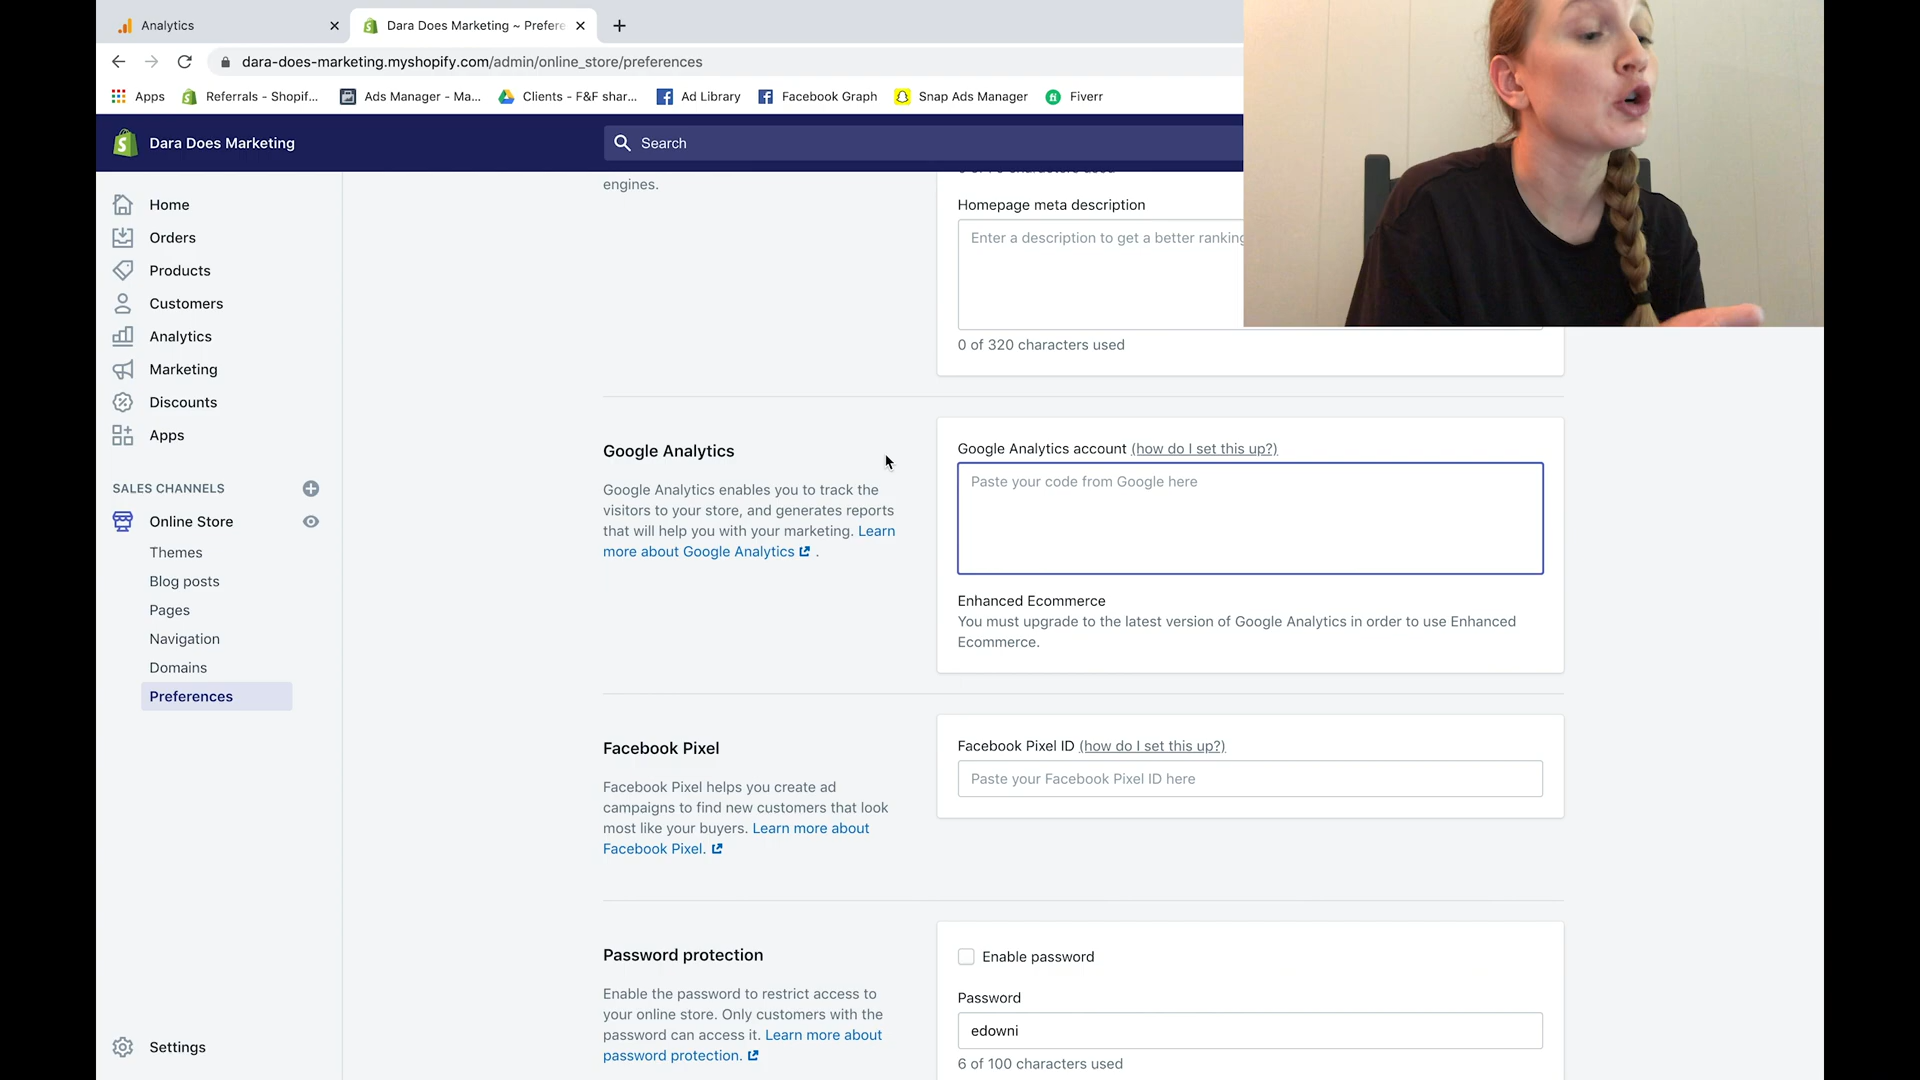 Analytics
Dara Does Marketing ~ Prefere
dara-does-marketing.myshopify.com/admin/online_store/preferences
Apps
Referrals - Shopif...
Ads Manager - Ma...
Clients - F&F shar...
Ad Library
Facebook Graph
Snap Ads Manager
Fiverr
Dara Does Marketing
Search
Home
Orders
Products
Customers
Analytics
Marketing
Discounts
Apps
SALES CHANNELS
Online Store
Themes
Blog posts
Pages
Navigation
Domains
Preferences
Settings
engines.
Homepage meta description
Enter a description to get a better ranking
0 of 320 characters used
Google Analytics
Google Analytics enables you to track the
visitors to your store, and generates reports
that will help you with your marketing. Learn
more about Google Analytics .
Google Analytics account (how do I set this up?)
Paste your code from Google here
Enhanced Ecommerce
You must upgrade to the latest version of Google Analytics in order to use Enhanced
Ecommerce.
Facebook Pixel
Facebook Pixel helps you create ad
campaigns to find new customers that look
most like your buyers. Learn more about
Facebook Pixel.
Facebook Pixel ID (how do I set this up?)
Paste your Facebook Pixel ID here
Password protection
Enable the password to restrict access to
your online store. Only customers with the
password can access it. Learn more about
password protection.
Enable password
Password
edowni
6 of 100 characters used